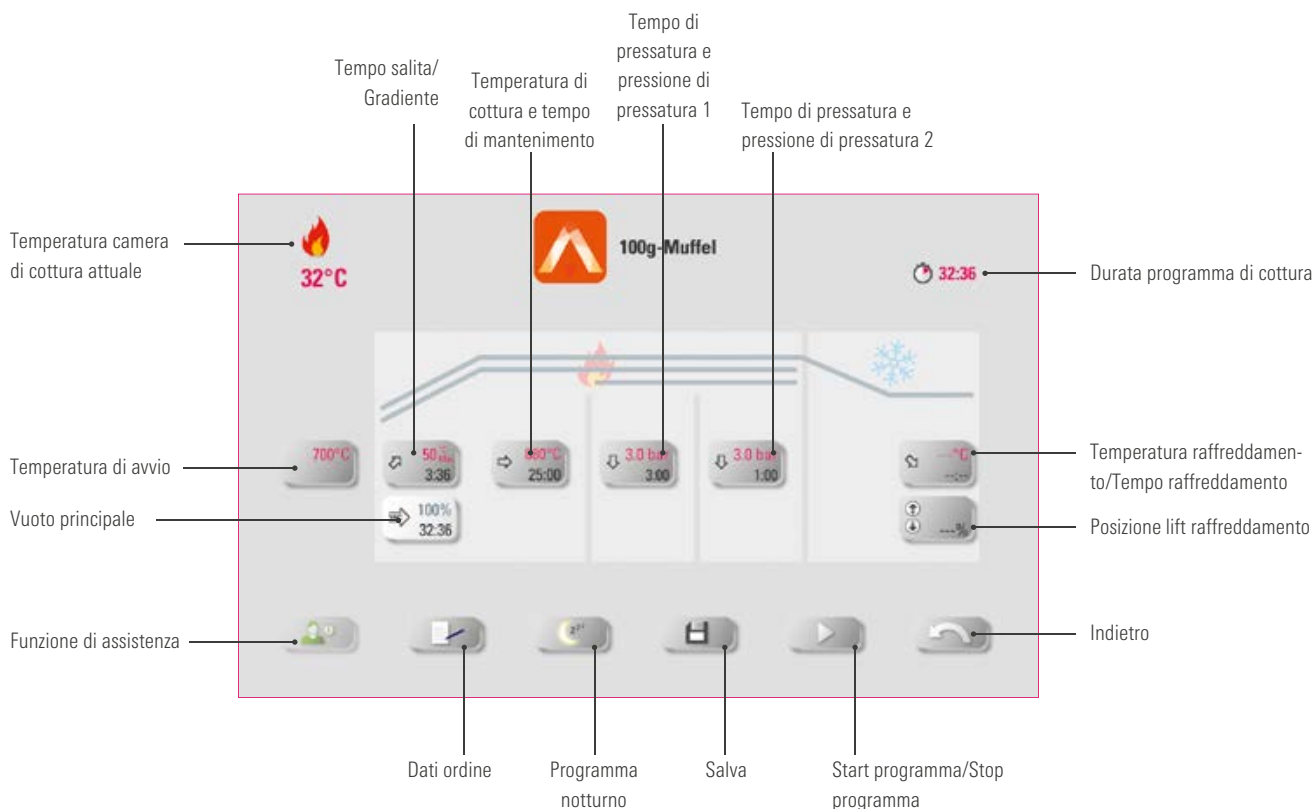 Tempo di
pressatura e
pressione di
pressatura 1
Tempo salita/
Gradiente
Temperatura di
cottura e tempo
di mantenimento
Tempo di pressatura e
pressione di pressatura 2
Temperatura camera
di cottura attuale
32°C
100g-Muffel
32:36
Durata programma di cottura
Temperatura di avvio
700°C
50
3:36
25:00
3.0 bar
3:00
3.0 bar
1:00
--- °C
--:--
Temperatura raffreddamen-
to/Tempo raffreddamento
Vuoto principale
100%
32:36
---%
Posizione lift raffreddamento
Funzione di assistenza
Indietro
Dati ordine
Programma
notturno
Salva
Start programma/Stop
programma